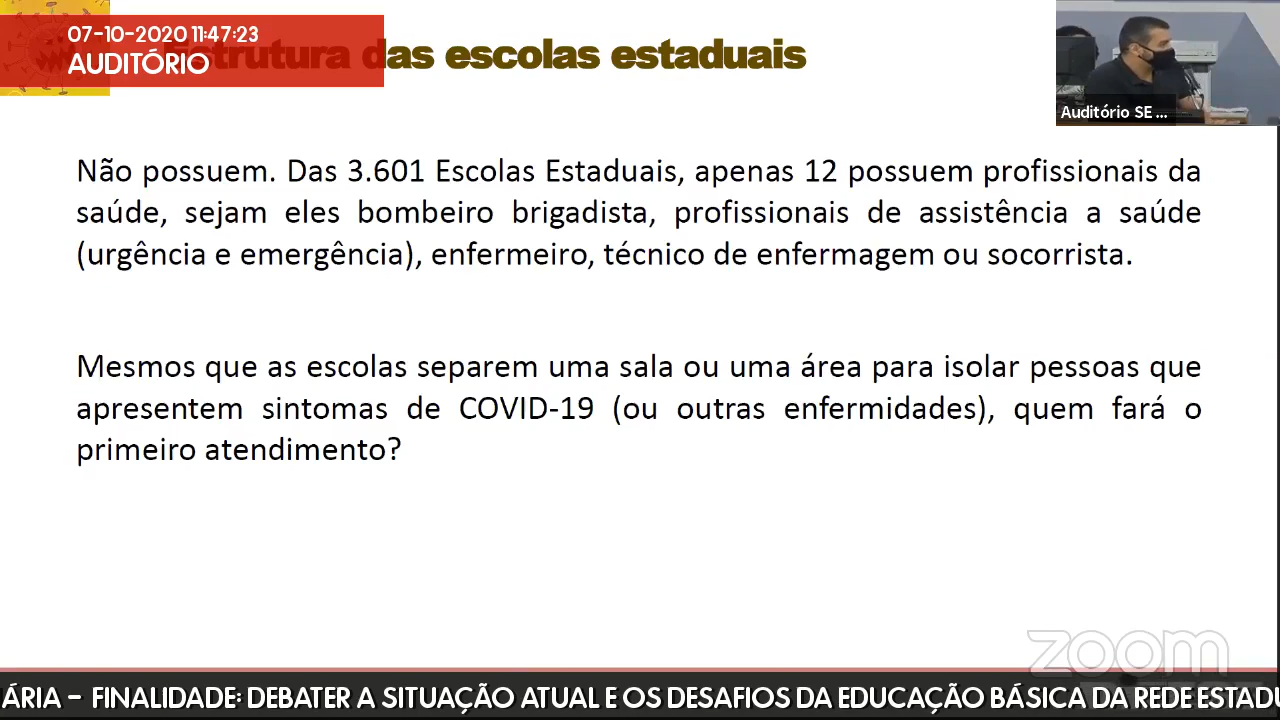 07-10-2020 11:47:23
AUDITÓRIO
Estrutura das escolas estaduais
Auditório SE ...
Não possuem. Das 3.601 Escolas Estaduais, apenas 12 possuem profissionais da
saúde, sejam eles bombeiro brigadista, profissionais de assistência a saúde
(urgência e emergência), enfermeiro, técnico de enfermagem ou socorrista.
Mesmos que as escolas separem uma sala ou uma área para isolar pessoas que
apresentem sintomas de COVID-19 (ou outras enfermidades), quem fará o
primeiro atendimento?
zoom
ÁRIA - FINALIDADE: DEBATER A SITUAÇÃO ATUAL E OS DESAFIOS DA EDUCAÇÃO BÁSICA DA REDE ESTADU